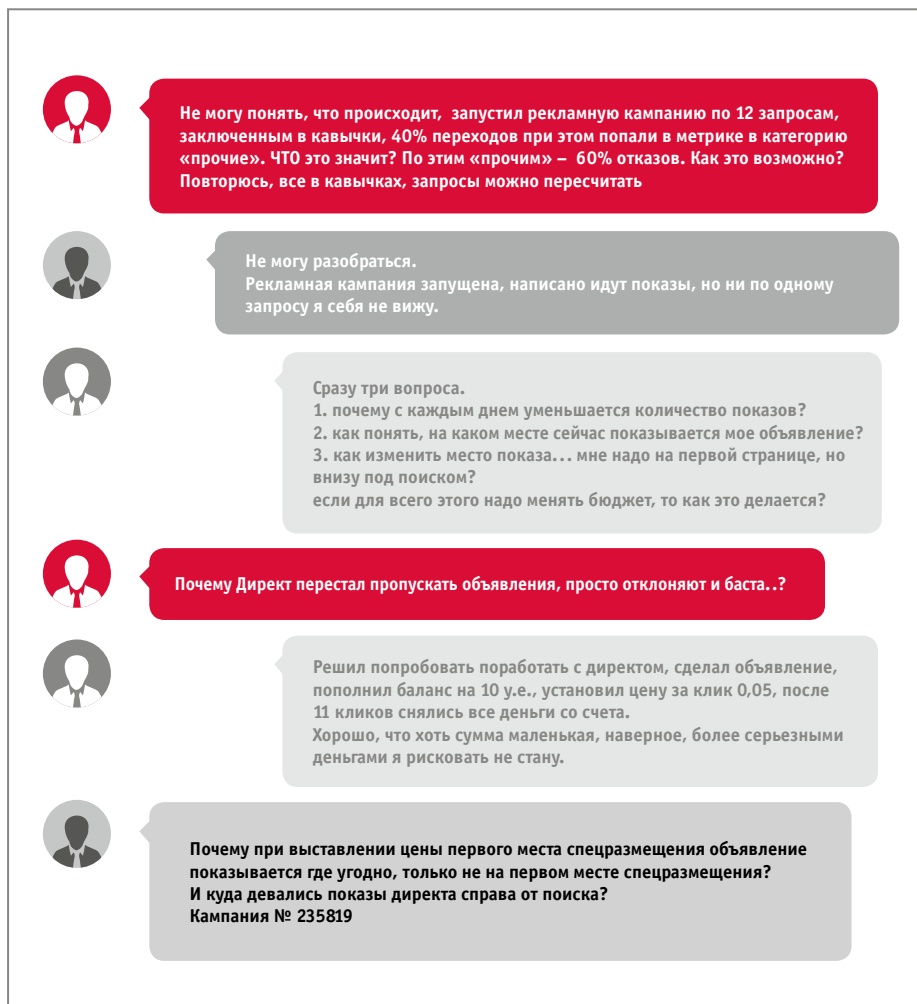 Не могу понять, что происходит, запустил рекламную кампанию по 12 запросам,
заключенным в кавычки, 40% переходов при этом попали в метрике в категорию
«прочие». ЧТО это значит? По этим «прочим» – 60% отказов. Как это возможно?
Повторюсь, все в кавычках, запросы можно пересчитать
Не могу разобраться.
Рекламная кампания запущена, написано идут показы, но ни по одному
запросу я себя не вижу.
Сразу три вопроса.
1. почему с каждым днем уменьшается количество показов?
2. как понять, на каком месте сейчас показывается мое объявление?
3. как изменить место показа... мне надо на первой странице, но
внизу под поиском?
если для всего этого надо менять бюджет, то как это делается?
Почему Директ перестал пропускать объявления, просто отклоняют и баста..?
Решил попробовать поработать с директом, сделал объявление,
пополнил баланс на 10 у.е., установил цену за клик 0,05, после
11 кликов снялись все деньги со счета.
Хорошо, что хоть сумма маленькая, наверное, более серьезными
деньгами я рисковать не стану.
Почему при выставлении цены первого места спецразмещения объявление
показывается где угодно, только не на первом месте спецразмещения?
И куда девались показы директа справа от поиска?
Кампания № 235819